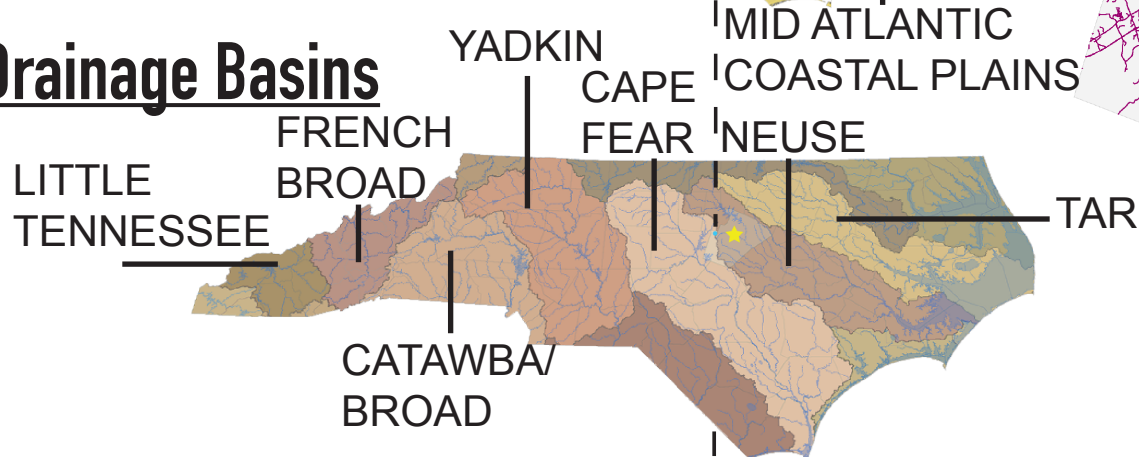 Drainage Basins
YADKIN
MID ATLANTIC
COASTAL PLAINS
CAPE
FEAR
NEUSE
FRENCH
BROAD
LITTLE
TENNESSEE
TAR
CATAWBA/
BROAD